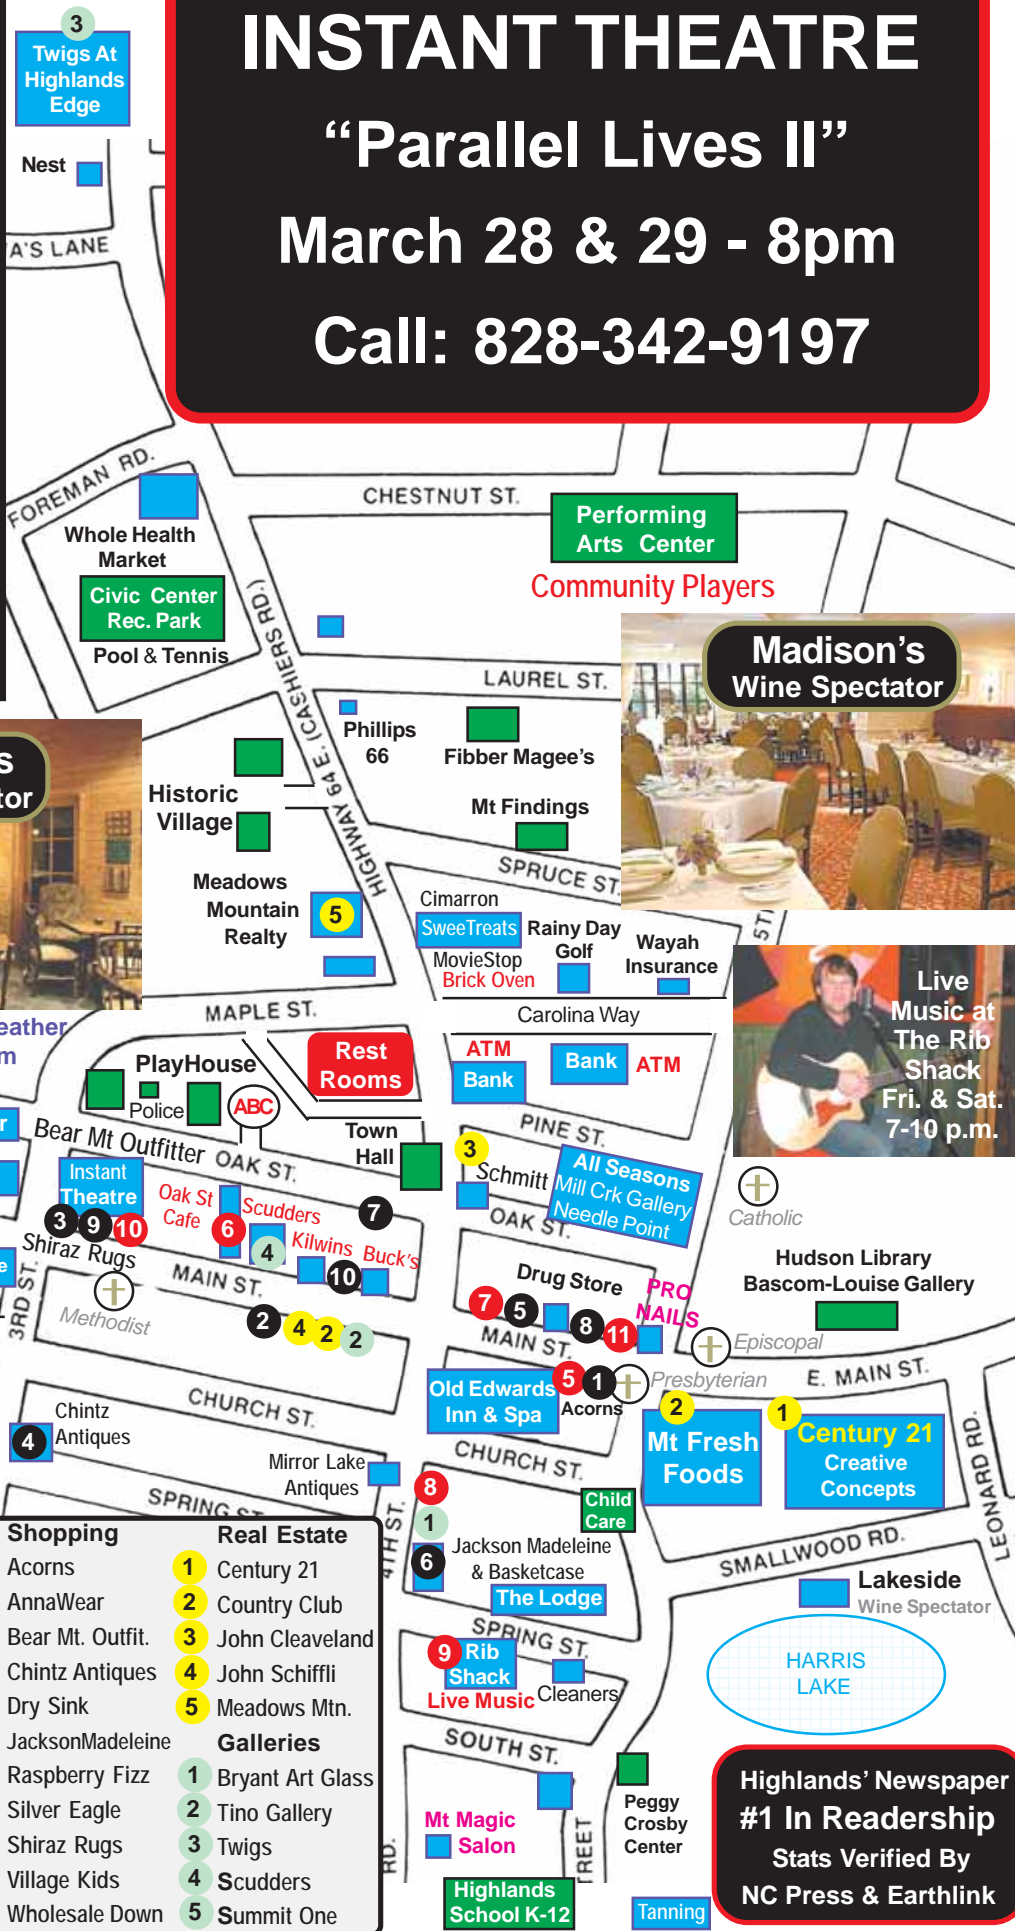 3
Twigs At
Highlands
Edge
Nest
INSTANT THEATRE
“Parallel Lives II”
March 28 & 29 - 8pm
Call: 828-342-9197
A'S LANE
FOREMAN RD.
CHESTNUT ST.
Whole Health
Market
Civic Center
Rec. Park
Pool & Tennis
Performing
Arts Center
Community Players
HIGHWAY 64 E. (CASHIERS RD.)
LAUREL ST.
Madison's
Wine Spectator
s
tor
Phillips
66
Fibber Magee's
Historic
Village
Mt Findings
SPRUCE ST.
Meadows
Mountain
Realty
5
Cimarron
SweeTreats
MovieStop
Brick Oven
Rainy Day
Golf
Wayah
Insurance
5T
Live
Music at
The Rib
Shack
Fri. & Sat.
7-10 p.m.
MAPLE ST.
Carolina Way
eather
m
PlayHouse
Police
ABC
Rest
Rooms
ATM
Bank
Bank
ATM
Town
Hall
PINE ST.
r
Bear Mt Outfitter
OAK ST.
3
Schmitt
All Seasons
Mill Crk Gallery
Needle Point
OAK ST.
Catholic
Instant
Theatre
3
9
10
Oak St
Cafe
6
Scudders
4
7
Kilwins
10
Buck's
Shiraz Rugs
e
3RD ST.
Methodist
MAIN ST.
2
4
2
2
Drug Store
PRO
NAILS
7
5
8
11
MAIN ST.
Hudson Library
Bascom-Louise Gallery
Episcopal
E. MAIN ST.
Old Edwards
Inn & Spa
5
1
Acorns
Presbyterian
2
Mt Fresh
Foods
1
Century 21
Creative
Concepts
LEONARD RD.
CHURCH ST.
CHURCH ST.
Chintz
Antiques
4
Mirror Lake
Antiques
SPRING ST
4TH ST.
8
1
6
Child
Care
Jackson Madeleine
& Basketcase
The Lodge
SMALLWOOD RD.
Lakeside
Wine Spectator
HARRIS
LAKE
SPRING ST.
9
Rib
Shack
Live Music
Cleaners
SOUTH ST.
Mt Magic
Salon
RD.
TREET
Peggy
Crosby
Center
Highlands
School K-12
Tanning
Shopping
Acorns
AnnaWear
Bear Mt. Outfit.
Chintz Antiques
Dry Sink
JacksonMadeleine
Raspberry Fizz
Silver Eagle
Shiraz Rugs
Village Kids
Wholesale Down
Real Estate
1 Century 21
2 Country Club
3 John Cleaveland
4 John Schiffli
5 Meadows Mtn.
Galleries
1 Bryant Art Glass
2 Tino Gallery
3 Twigs
4 Scudders
5 Summit One
Highlands' Newspaper
#1 In Readership
Stats Verified By
NC Press & Earthlink